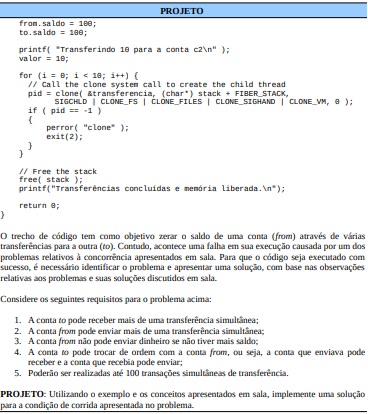 PROJETO
from.saldo = 100;
to.saldo = 100;
printf( "Transferindo 10 para a conta c2\n" );
valor = 10;
for (i = 0; i < 10; i++) {
// Call the clone system call to create the child thread
pid = clone( &transferencia, (char*) stack + FIBER_STACK,
SIGCHLD | CLONE_FS | CLONE_FILES | CLONE_SIGHAND | CLONE_VM, 0 );
if ( pid == -1 )
{
perror( "clone" );
exit(2);
}
}
// Free the stack
free( stack );
printf("Transferências concluídas e memória liberada.\n");
return 0;
}
O trecho de código tem como objetivo zerar o saldo de uma conta (from) através de várias
transferências para a outra (to). Contudo, acontece uma falha em sua execução causada por um dos
problemas relativos à concorrência apresentados em sala. Para que o código seja executado com
sucesso, é necessário identificar o problema e apresentar uma solução, com base nas observações
relativas aos problemas e suas soluções discutidos em sala.
Considere os seguintes requisitos para o problema acima:
1. A conta to pode receber mais de uma transferência simultânea;
2. A conta from pode enviar mais de uma transferência simultânea;
3. A conta from não pode enviar dinheiro se não tiver mais saldo;
4. A conta to pode trocar de ordem com a conta from, ou seja, a conta que enviava pode
receber e a conta que recebia pode enviar;
5. Poderão ser realizadas até 100 transações simultâneas de transferência.
PROJETO: Utilizando o exemplo e os conceitos apresentados em sala, implemente uma solução
para a condição de corrida apresentada no problema.